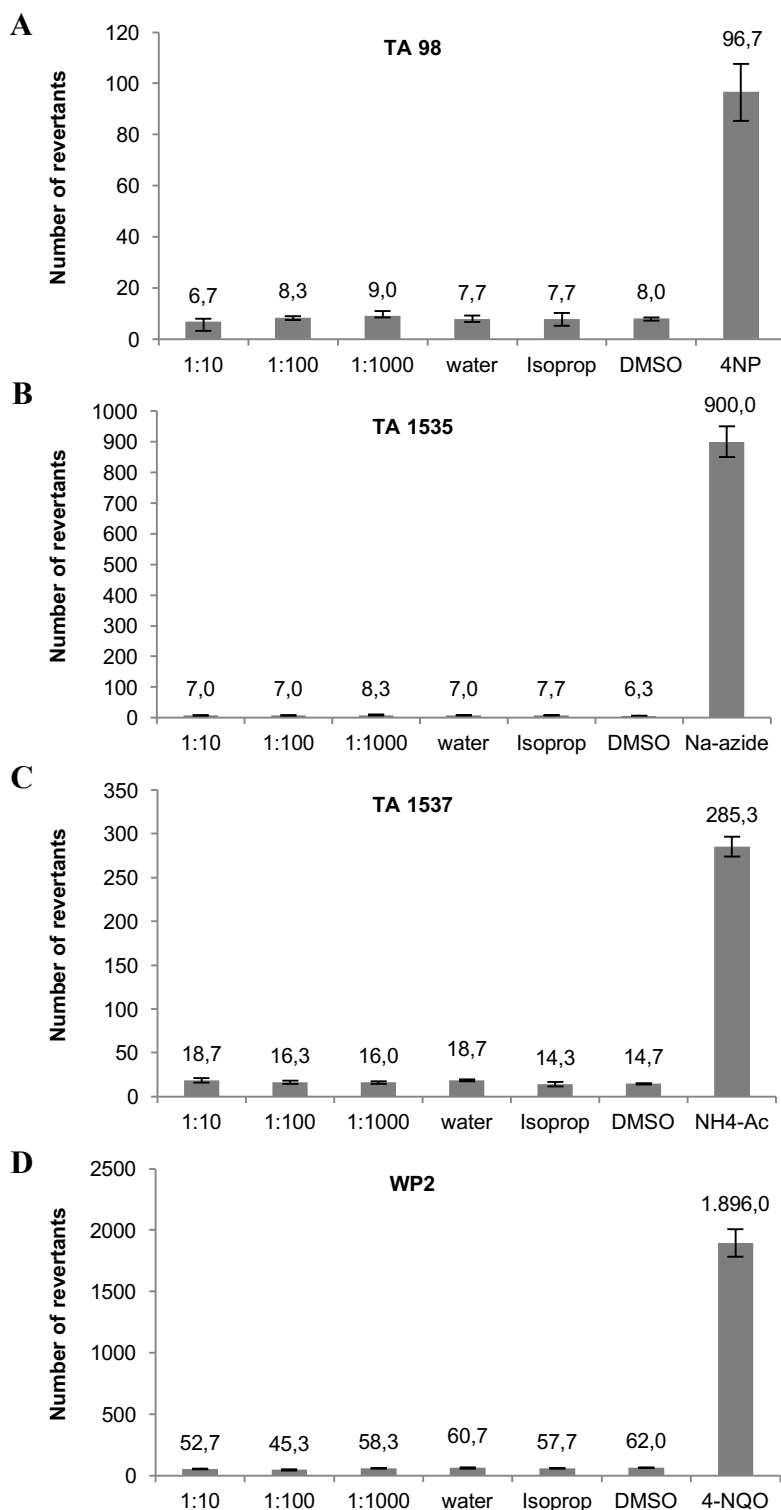 A
TA 98
Number of revertants
120
100
80
60
40
20
0
6,7 8,3 9,0 7,7 7,7 8,0 96,7
1:10 1:100 1:1000 water Isoprop DMSO 4NP
B
TA 1535
Number of revertants
1000
900
800
700
600
500
400
300
200
100
0
7,0 7,0 8,3 7,0 7,7 6,3 900,0
1:10 1:100 1:1000 water Isoprop DMSO Na-azide
C
TA 1537
Number of revertants
350
300
250
200
150
100
50
0
18,7 16,3 16,0 18,7 14,3 14,7 285,3
1:10 1:100 1:1000 water Isoprop DMSO NH4-Ac
D
WP2
Number of revertants
2500
2000
1500
1000
500
0
52,7 45,3 58,3 60,7 57,7 62,0 1.896,0
1:10 1:100 1:1000 water Isoprop DMSO 4-NQO